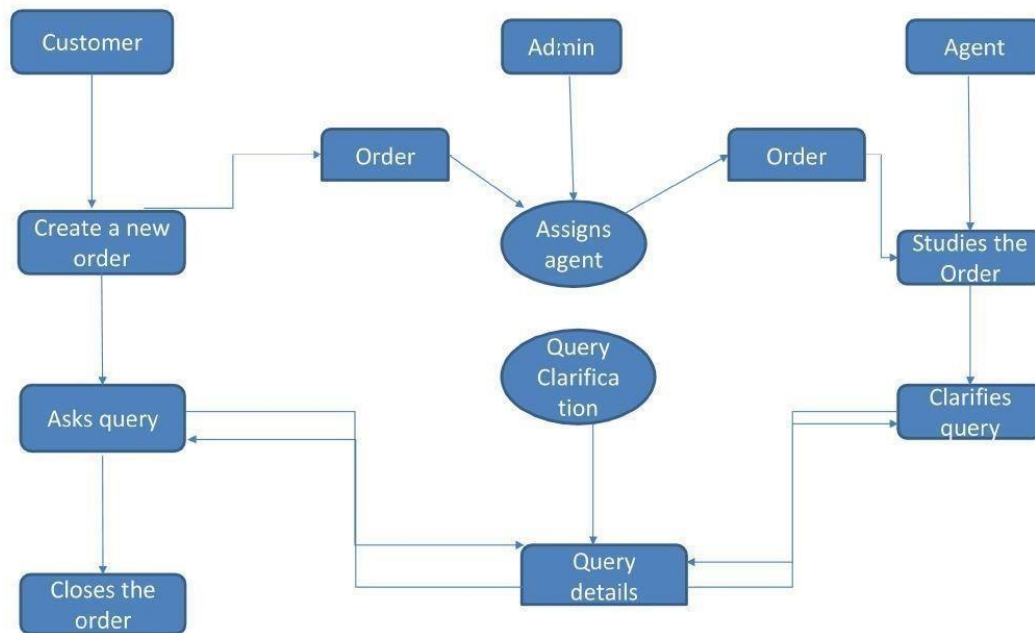 Customer
Admin
Agent
Order
Order
Create a new
order
Assigns
agent
Studies the
Order
Query
Clarifica
tion
Asks query
Clarifies
query
Query
details
Closes the
order